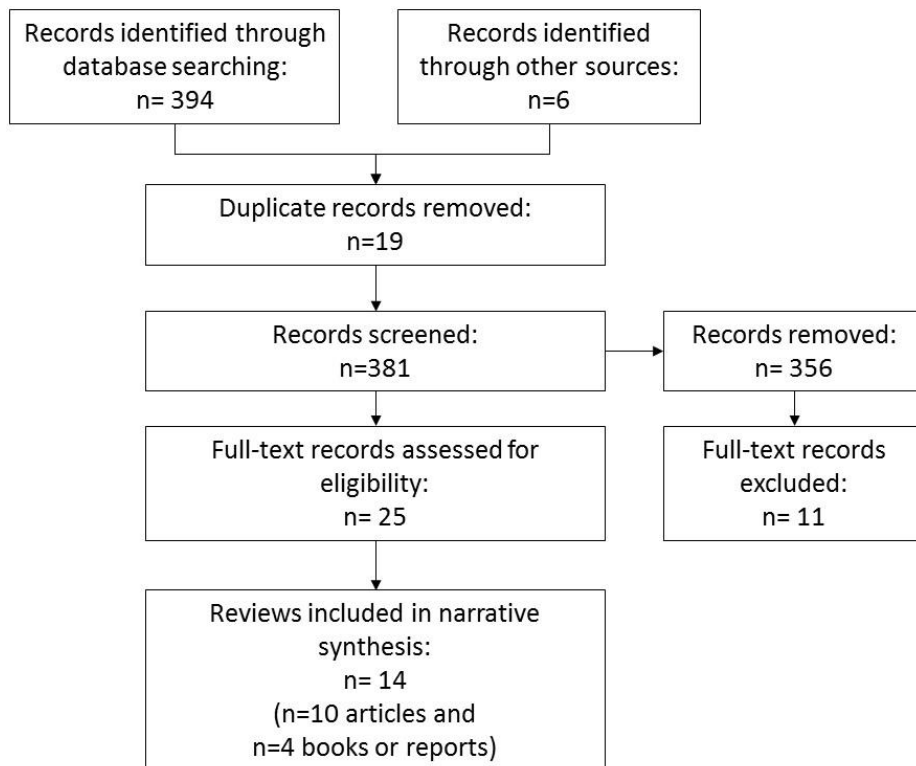 Records identified through
database searching:
n= 394
Records identified
through other sources:
n=6
Duplicate records removed:
n=19
Records screened:
n=381
Records removed:
n= 356
Full-text records assessed for
eligibility:
n= 25
Full-text records
excluded:
n= 11
Reviews included in narrative
synthesis:
n= 14
(n=10 articles and
n=4 books or reports)